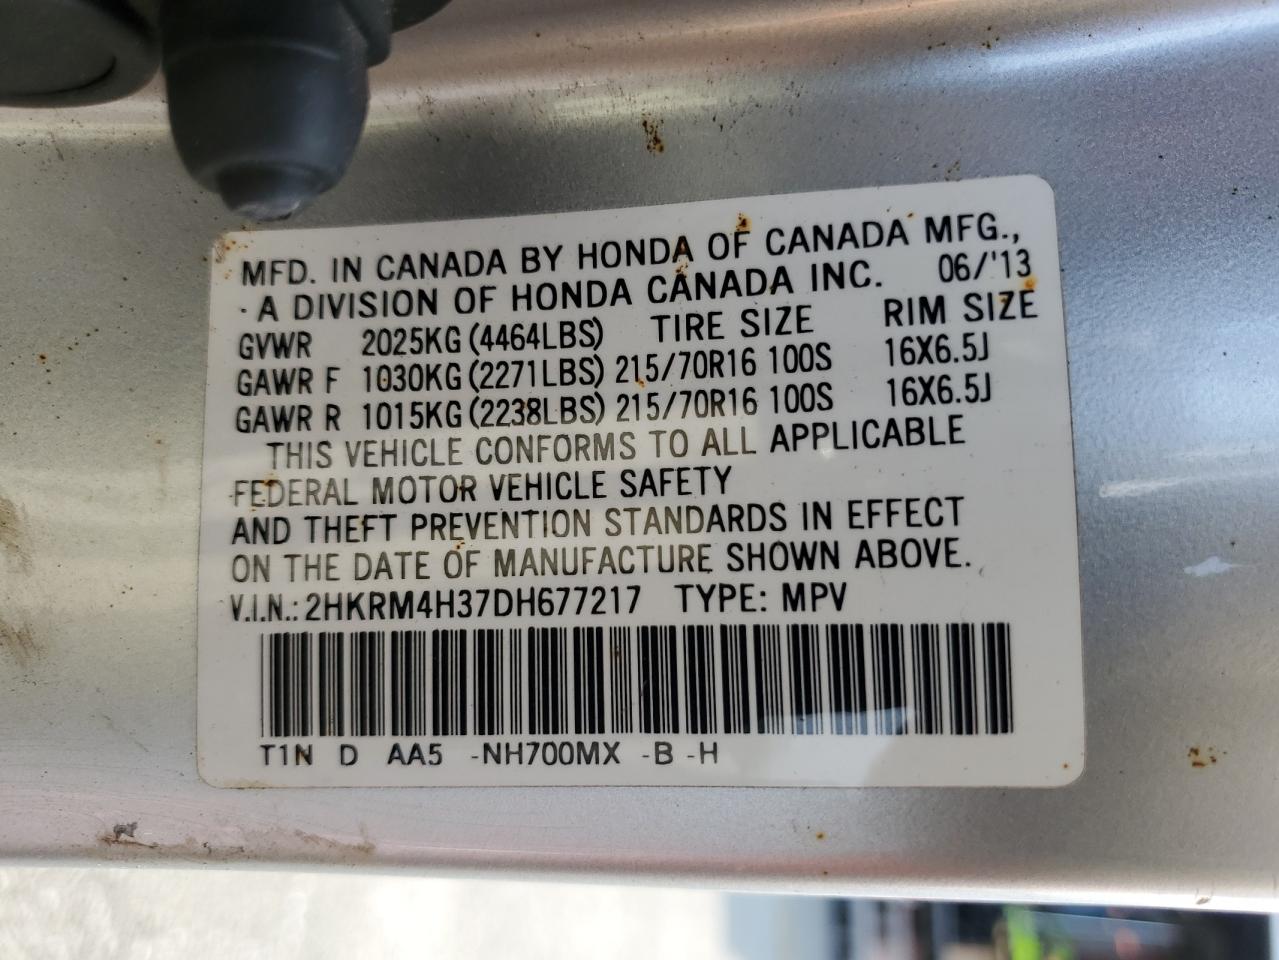 MFD. IN CANADA BY HONDA OF CANADA MFG.,
· A DIVISION OF HONDA CANADA INC. 06/'13
GVWR 2025KG (4464LBS) TIRE SIZE RIM SIZE
GAWR F 1030KG (2271LBS) 215/70R16 100S 16X6.5J
GAWR R 1015KG (2238LBS) 215/70R16 100S 16X6.5J
THIS VEHICLE CONFORMS TO ALL APPLICABLE
FEDERAL MOTOR VEHICLE SAFETY
AND THEFT PREVENTION STANDARDS IN EFFECT
ON THE DATE OF MANUFACTURE SHOWN ABOVE.
V.I.N.: 2HKRM4H37DH677217 TYPE: MPV
T1N D AA5 -NH700MX -B -H